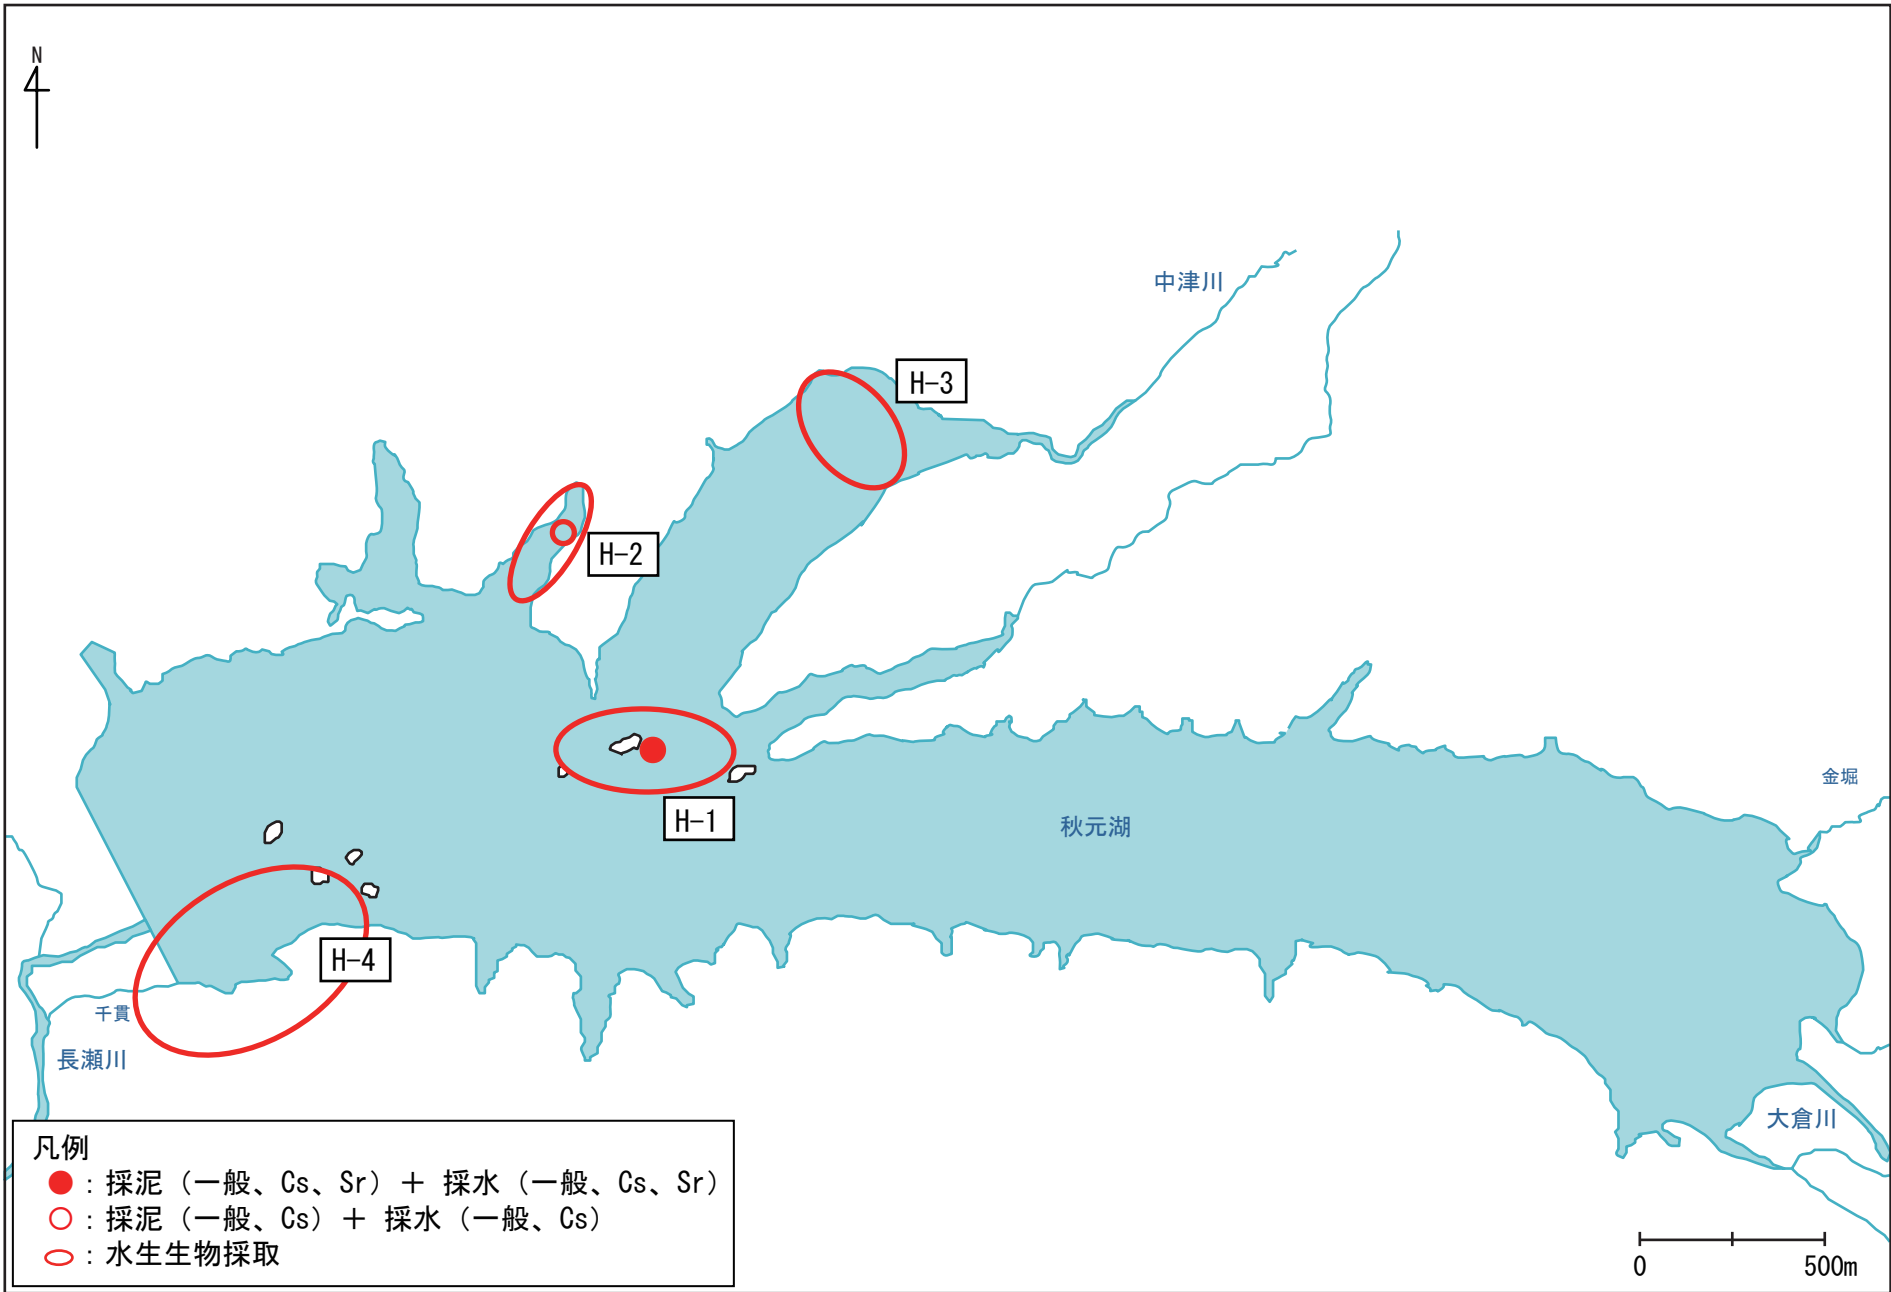 N
中津川
H-3
H-2
金堀
H-1
秋元湖
H-4
千貫
長瀬川
大倉川
凡例
：採泥（一般、Cs、Sr）＋ 採水（一般、Cs、Sr）
：採泥（一般、Cs）＋ 採水（一般、Cs）
：水生生物採取
0 500m